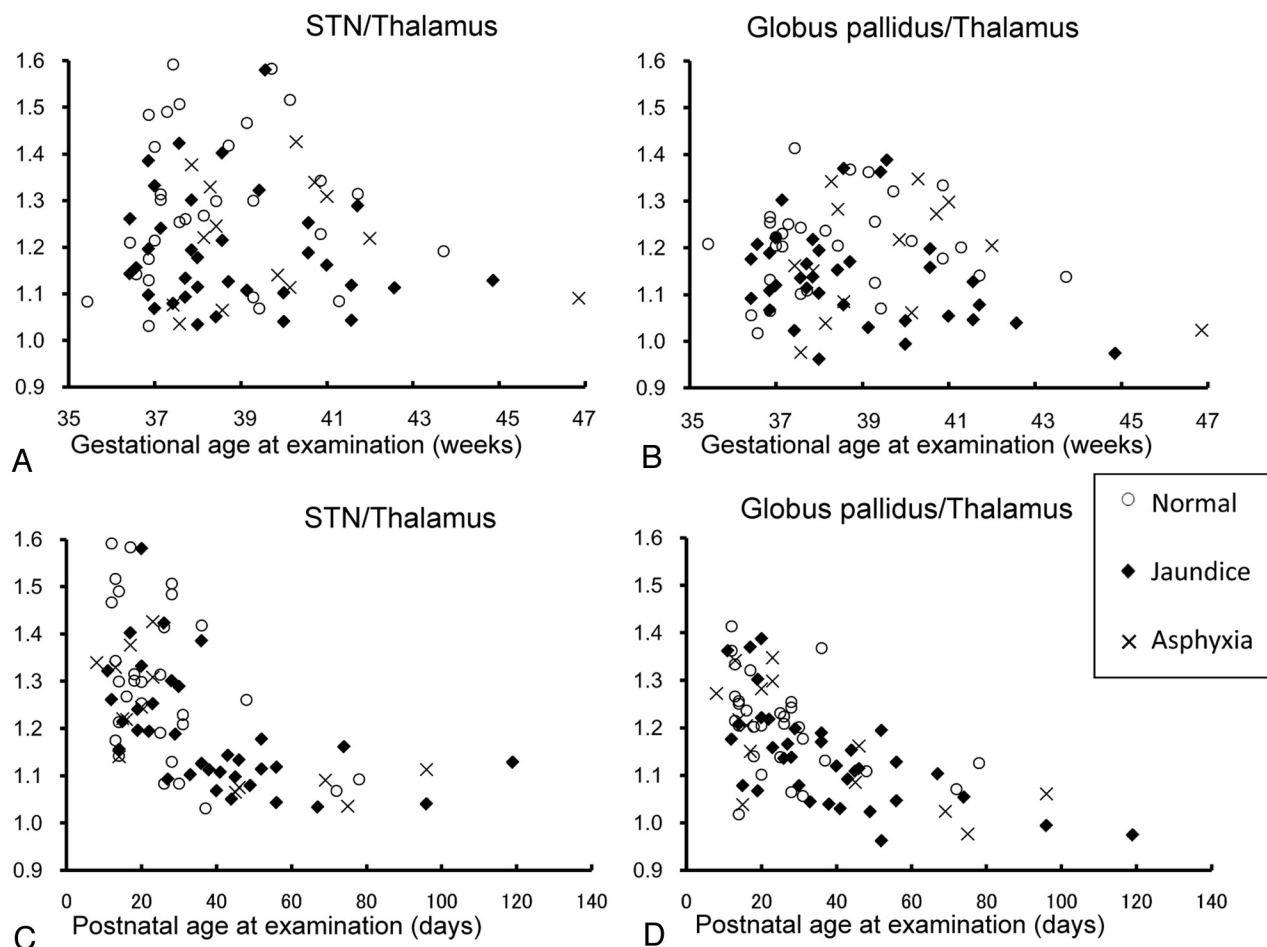 STN/Thalamus
1.6
1.5
1.4
1.3
1.2
1.1
1.0
0.9
35 37 39 41 43 45 47
Gestational age at examination (weeks)
A
Globus pallidus/Thalamus
1.6
1.5
1.4
1.3
1.2
1.1
1.0
0.9
35 37 39 41 43 45 47
Gestational age at examination (weeks)
B
STN/Thalamus
1.6
1.5
1.4
1.3
1.2
1.1
1.0
0.9
0 20 40 60 80 100 120 140
Postnatal age at examination (days)
C
Globus pallidus/Thalamus
1.6
1.5
1.4
1.3
1.2
1.1
1.0
0.9
0 20 40 60 80 100 120 140
Postnatal age at examination (days)
D
Normal
Jaundice
Asphyxia